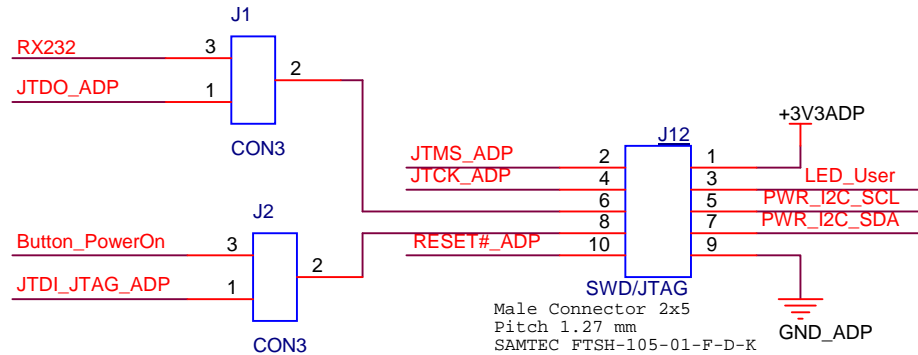 J1
RX232
3
2
JTDO_ADP
1
CON3
+3V3ADP
J12
JTMS_ADP
2
1
JTCK_ADP
4
3
LED_User
6
5
PWR_I2C_SCL
8
7
PWR_I2C_SDA
RESET#_ADP
10
9
J2
Button_PowerOn
3
2
JTDI_JTAG_ADP
1
CON3
SWD/JTAG
Male Connector 2x5
Pitch 1.27 mm
SAMTEC FTSH-105-01-F-D-K
GND_ADP